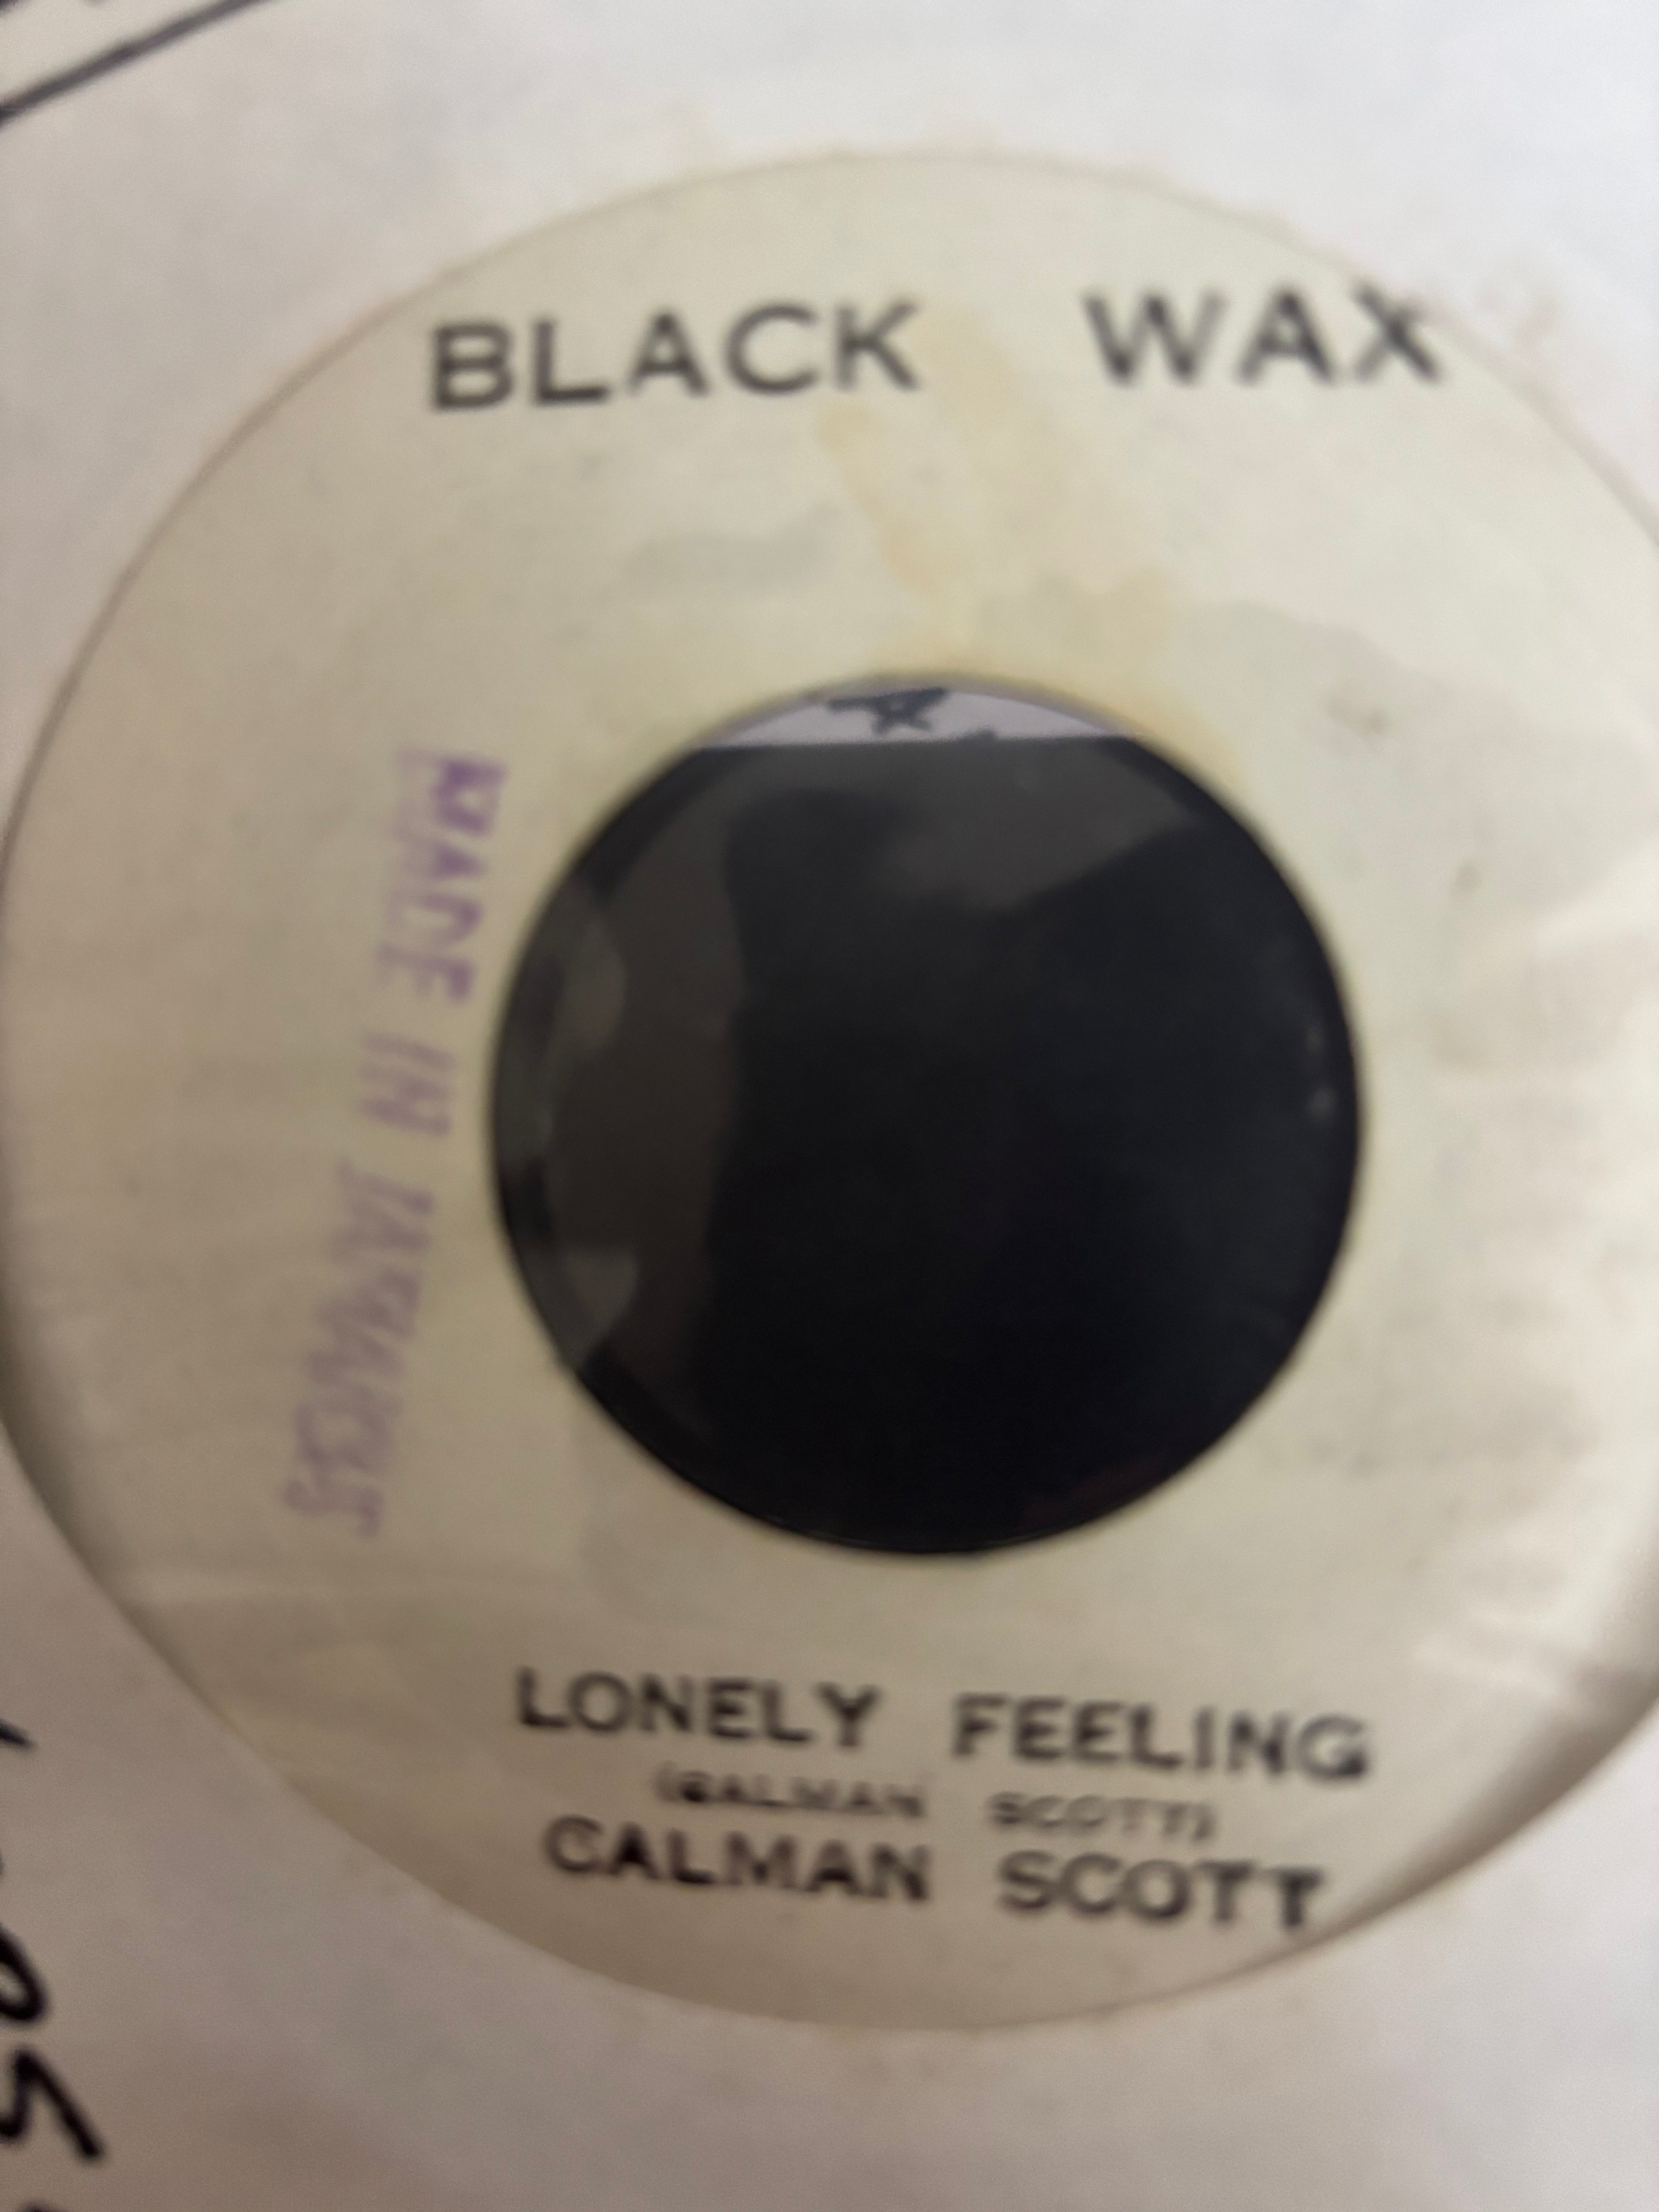 BLACK WAX
MADE IN JAMAICA
LONELY FEELING
(CALMAN SCOTT)
CALMAN SCOTT